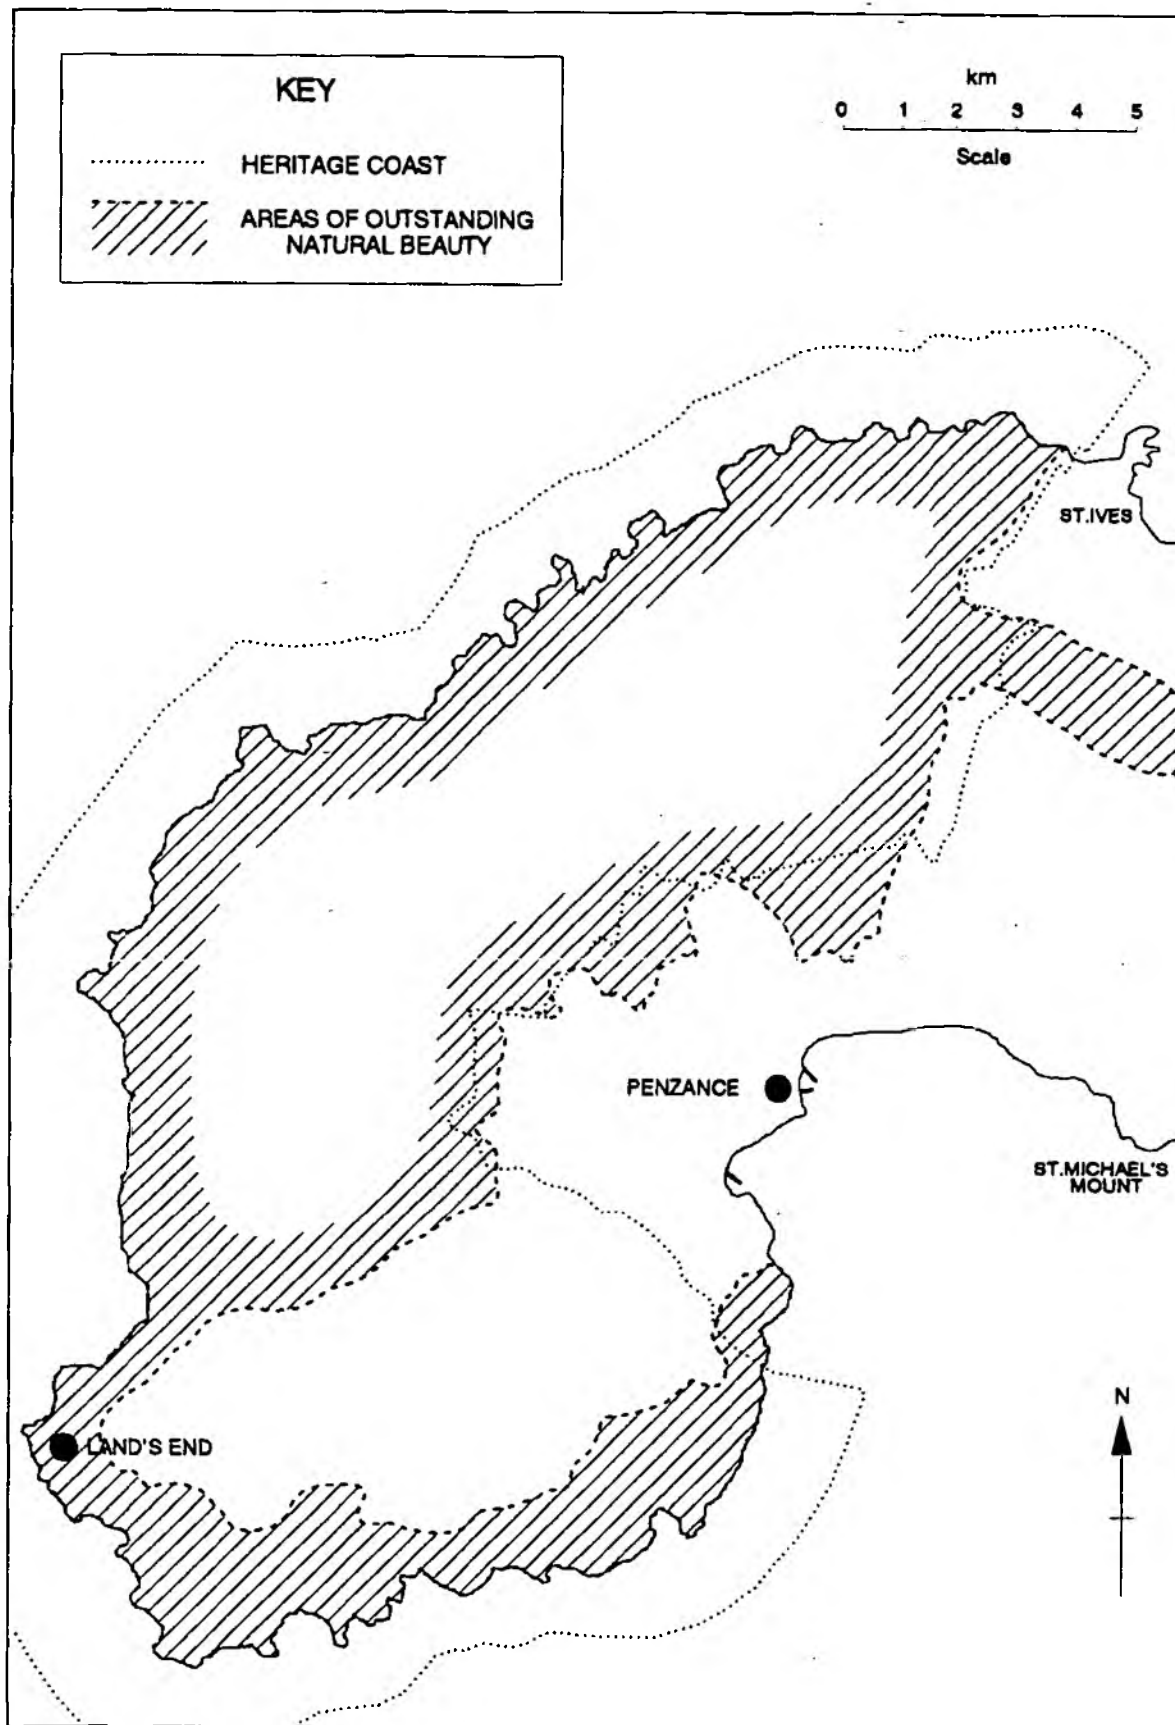 KEY
HERITAGE COAST
AREAS OF OUTSTANDING
NATURAL BEAUTY
km
0 1 2 3 4 5
Scale
ST.IVES
PENZANCE
ST.MICHAEL'S
MOUNT
N
LAND'S END